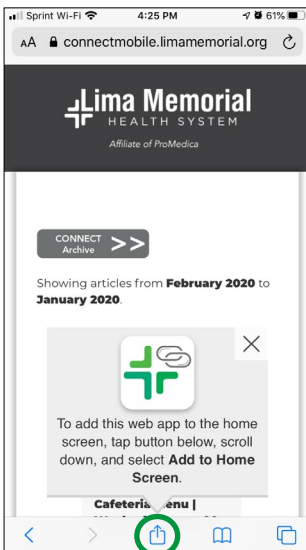 Sprint Wi-Fi 4:25 PM 61%
AA connectmobile.limamemorial.org
Lima Memorial
HEALTH SYSTEM
Affiliate of ProMedica
CONNECT
Archive >>
Showing articles from February 2020 to
January 2020.
To add this web app to the home
screen, tap button below, scroll
down, and select Add to Home
Screen.
Cafeteria Menu |